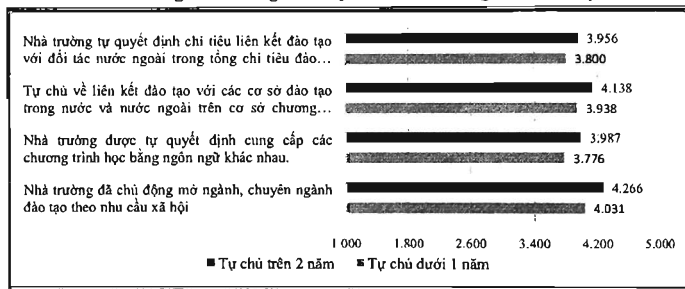 Nhà trường tự quyết định chi tiêu liên kết đào tạo
với đối tác nước ngoài trong tổng chi tiêu đào...
3.956
3.800
Tự chủ về liên kết đào tạo với các cơ sở đào tạo
trong nước và nước ngoài trên cơ sở chương...
4.138
3.938
Nhà trường được tự quyết định cung cấp các
chương trình học bằng ngôn ngữ khác nhau.
3.987
3.776
Nhà trường đã chủ động mở ngành, chuyên ngành
đào tạo theo nhu cầu xã hội
4.266
4.031
1 000 1.800 2.600 3.400 4.200 5.000
Tự chủ trên 2 năm Tự chủ dưới 1 năm